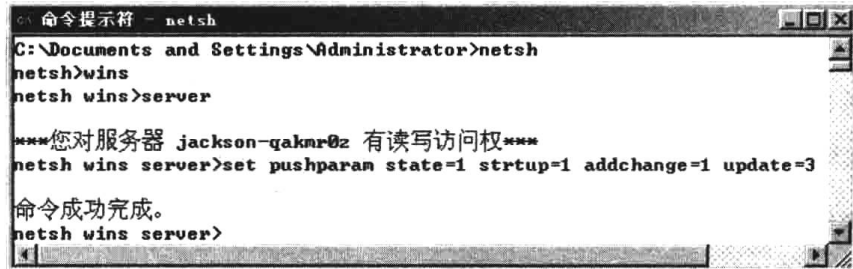 命令提示符 - netsh
C:\Documents and Settings\Administrator>netsh
netsh>wins
netsh wins>server
***您对服务器 jackson-qakmr0z 有读写访问权***
netsh wins server>set pushparam state=1 strtup=1 addchange=1 update=3
命令成功完成。
netsh wins server>